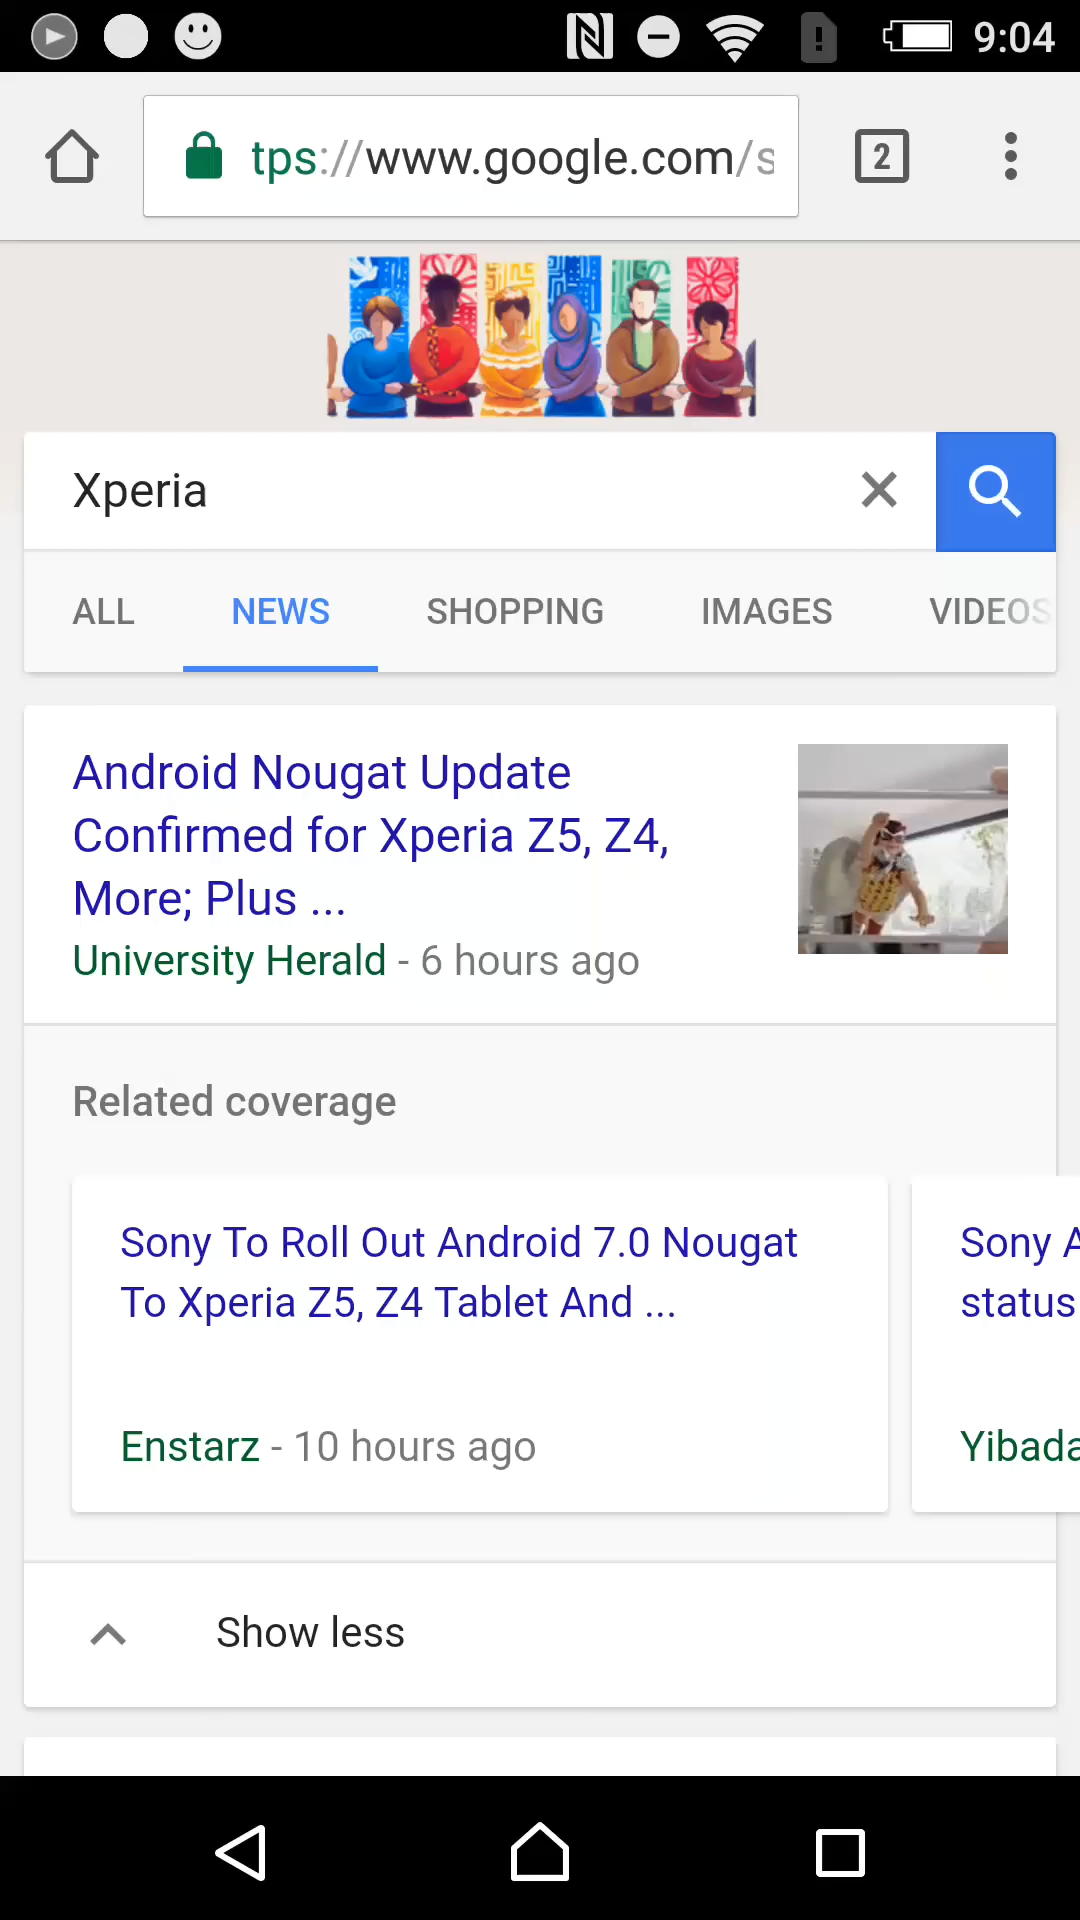 9:04
tps://www.google.com/s
2
Xperia
ALL NEWS SHOPPING IMAGES VIDEOS
Android Nougat Update
Confirmed for Xperia Z5, Z4,
More; Plus ...
University Herald - 6 hours ago
Related coverage
Sony To Roll Out Android 7.0 Nougat
To Xperia Z5, Z4 Tablet And ...
Enstarz - 10 hours ago
Sony A
status
Yibada
Show less